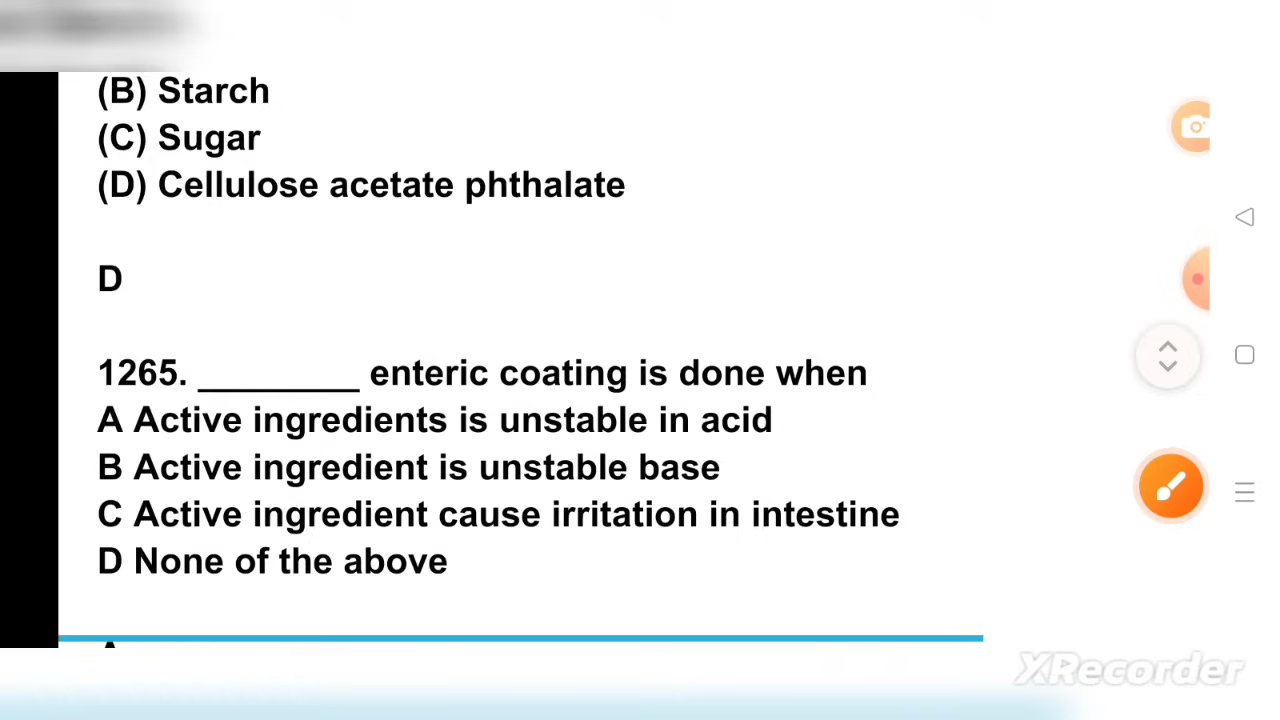 (B) Starch
(C) Sugar
(D) Cellulose acetate phthalate
D
1265. ________ enteric coating is done when
A Active ingredients is unstable in acid
B Active ingredient is unstable base
C Active ingredient cause irritation in intestine
D None of the above
XRecorder